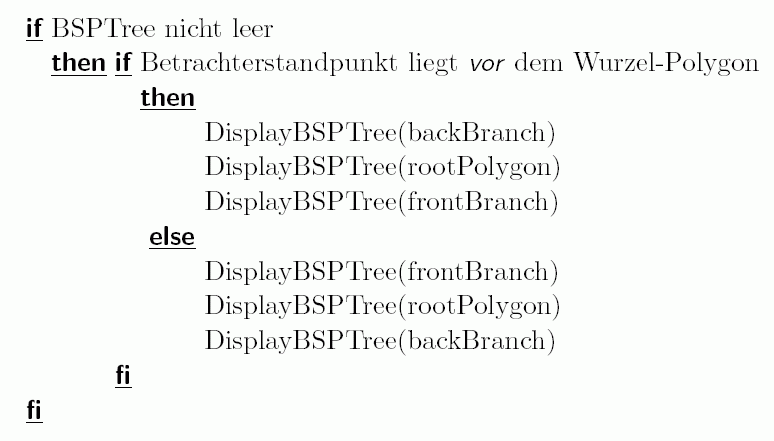 if BSPTree nicht leer
then if Betrachterstandpunkt liegt vor dem Wurzel-Polygon
then
DisplayBSPTree(backBranch)
DisplayBSPTree(rootPolygon)
DisplayBSPTree(frontBranch)
else
DisplayBSPTree(frontBranch)
DisplayBSPTree(rootPolygon)
DisplayBSPTree(backBranch)
fi
fi